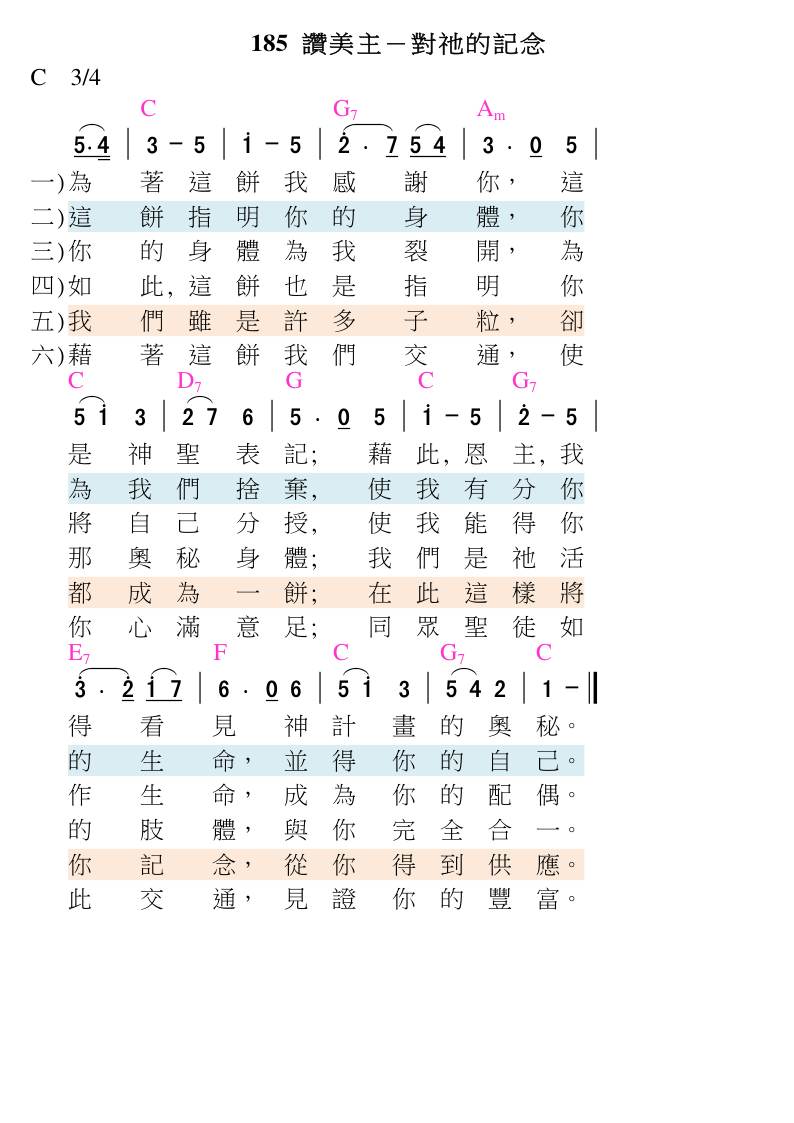 185 讚美主－對祂的記念
C 3/4
C G7 Am
5·4 | 3 － 5 | i － 5 | 2̇ · 7 5 4 | 3 · 0 5 |
一)為 著 這 餅 我 感 謝 你， 這
二)這 餅 指 明 你 的 身 體， 你
三)你 的 身 體 為 我 裂 開， 為
四)如 此, 這 餅 也 是 指 明 你
五)我 們 雖 是 許 多 子 粒， 卻
六)藉 著 這 餅 我 們 交 通， 使
C D7 G C G7
5 i 3 | 2 7 6 | 5 · 0 5 | i － 5 | 2̇ － 5 |
是 神 聖 表 記; 藉 此, 恩 主, 我
為 我 們 捨 棄, 使 我 有 分 你
將 自 己 分 授, 使 我 能 得 你
那 奧 秘 身 體; 我 們 是 祂 活
都 成 為 一 餅; 在 此 這 樣 將
你 心 滿 意 足; 同 眾 聖 徒 如
E7 F C G7 C
3̇ · 2̇ i 7 | 6 · 0 6 | 5 i 3 | 5 4 2 | 1 － ‖
得 看 見 神 計 畫 的 奧 秘。
的 生 命， 並 得 你 的 自 己。
作 生 命， 成 為 你 的 配 偶。
的 肢 體， 與 你 完 全 合 一。
你 記 念， 從 你 得 到 供 應。
此 交 通， 見 證 你 的 豐 富。